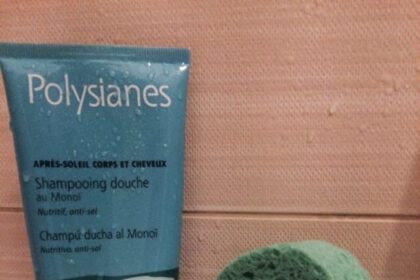 Polysianes
APRÈS-SOLEIL CORPS ET CHEVEUX
Shampooing douche
au Monoï
Nutritif, anti-sel
Champú ducha al Monoï
Nutritivo, anti-sal